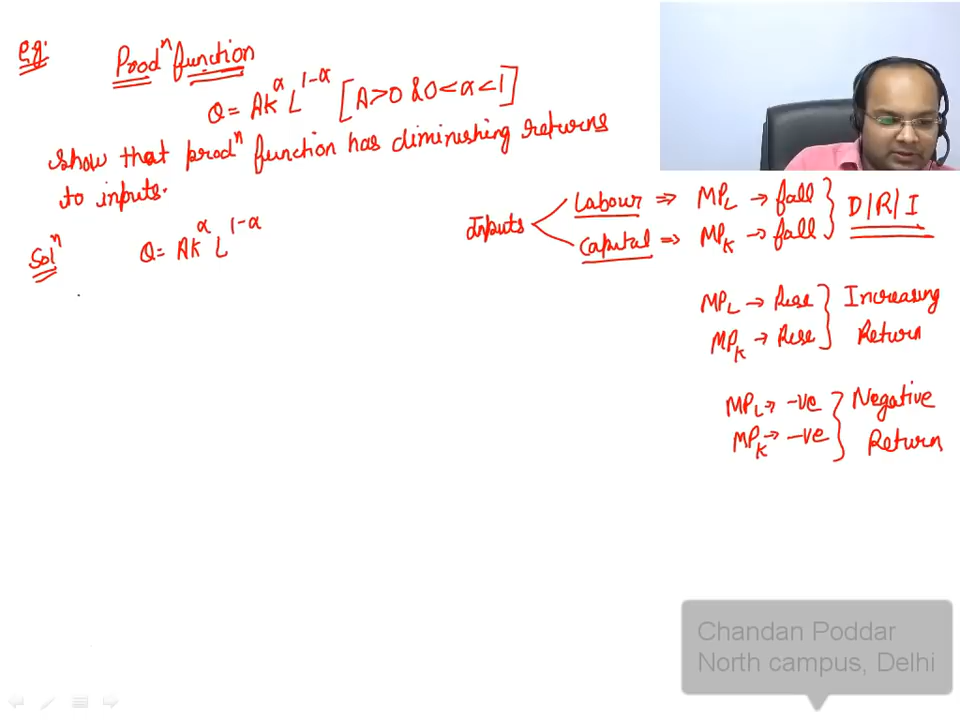 eg:
Prodⁿ function
Q = AK^α L^1-α [A>0 & 0<α<1]
Show that prodⁿ function has diminishing returns
to inputs.
Solⁿ
Q = AK^α L^1-α
Inputs
Labour ⇒ MP_L → fall
Capital ⇒ MP_K → fall
D/R/I
MP_L → Rise
MP_K → Rise
Increasing
Return
MP_L → -ve
MP_K → -ve
Negative
Return
Chandan Poddar
North campus, Delhi